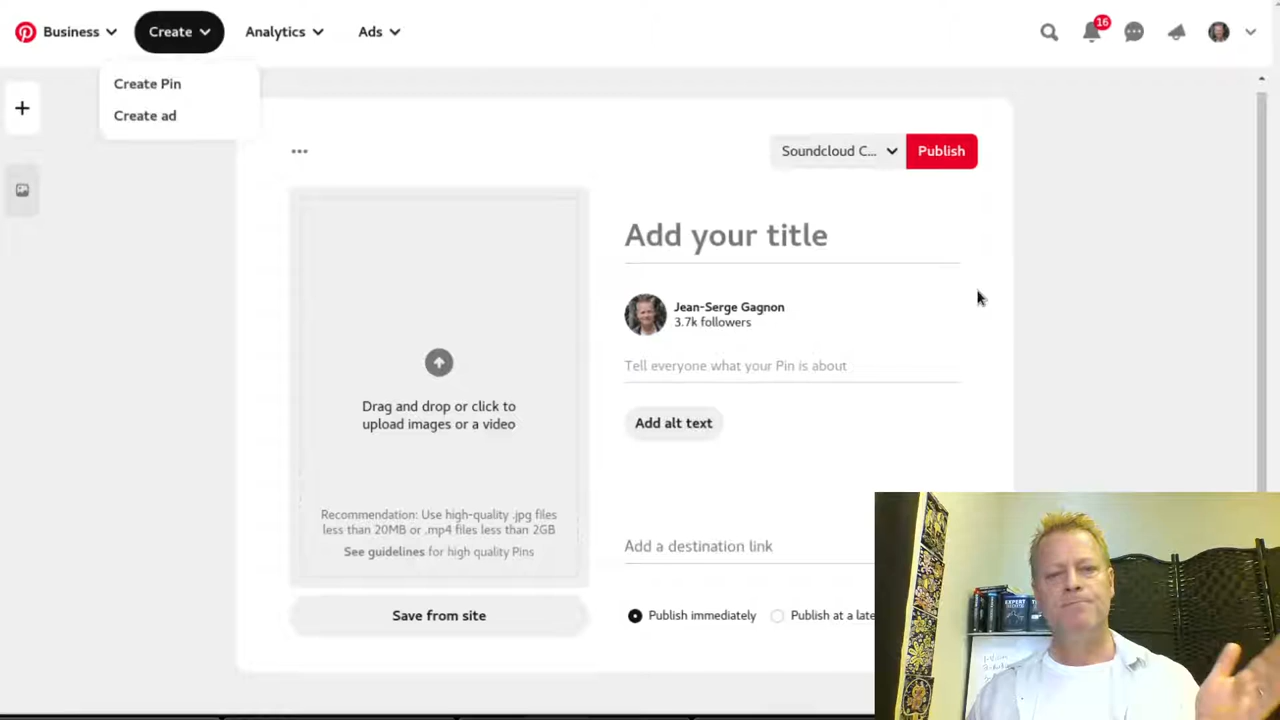 Business Create Analytics Ads 16
Create Pin
Create ad
Soundcloud C... Publish
Add your title
Jean-Serge Gagnon
3.7k followers
Tell everyone what your Pin is about
Add alt text
Drag and drop or click to
upload images or a video
Recommendation: Use high-quality .jpg files
less than 20MB or .mp4 files less than 2GB
See guidelines for high quality Pins
Save from site
Add a destination link
Publish immediately Publish at a late
EXPERT